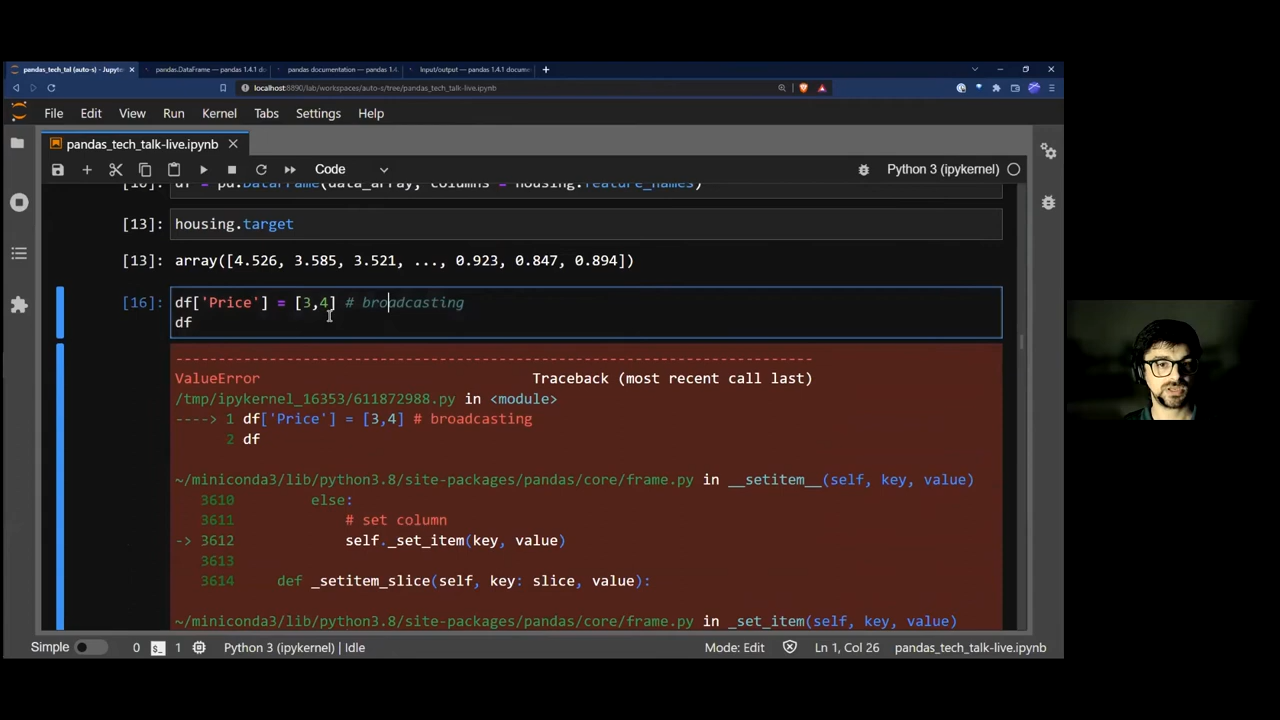 pandas_tech_tal (auto-s) - Jupyte
pandas.DataFrame — pandas 1.4.1 do
pandas documentation — pandas 1.4.
Input/output — pandas 1.4.1 docume
localhost:8890/lab/workspaces/auto-s/tree/pandas_tech_talk-live.ipynb
File Edit View Run Kernel Tabs Settings Help
pandas_tech_talk-live.ipynb
Code
Python 3 (ipykernel)
df = pd.DataFrame(data_array, columns = housing.feature_names)
[13]: housing.target
[13]: array([4.526, 3.585, 3.521, ..., 0.923, 0.847, 0.894])
[16]: df['Price'] = [3,4] # broadcasting
df
---------------------------------------------------------------------------
ValueError Traceback (most recent call last)
/tmp/ipykernel_16353/611872988.py in <module>
----> 1 df['Price'] = [3,4] # broadcasting
2 df
~/miniconda3/lib/python3.8/site-packages/pandas/core/frame.py in __setitem__(self, key, value)
3610 else:
3611 # set column
-> 3612 self._set_item(key, value)
3613
3614 def _setitem_slice(self, key: slice, value):
~/miniconda3/lib/python3.8/site-packages/pandas/core/frame.py in _set_item(self, key, value)
Simple 0 1 Python 3 (ipykernel) | Idle Mode: Edit Ln 1, Col 26 pandas_tech_talk-live.ipynb